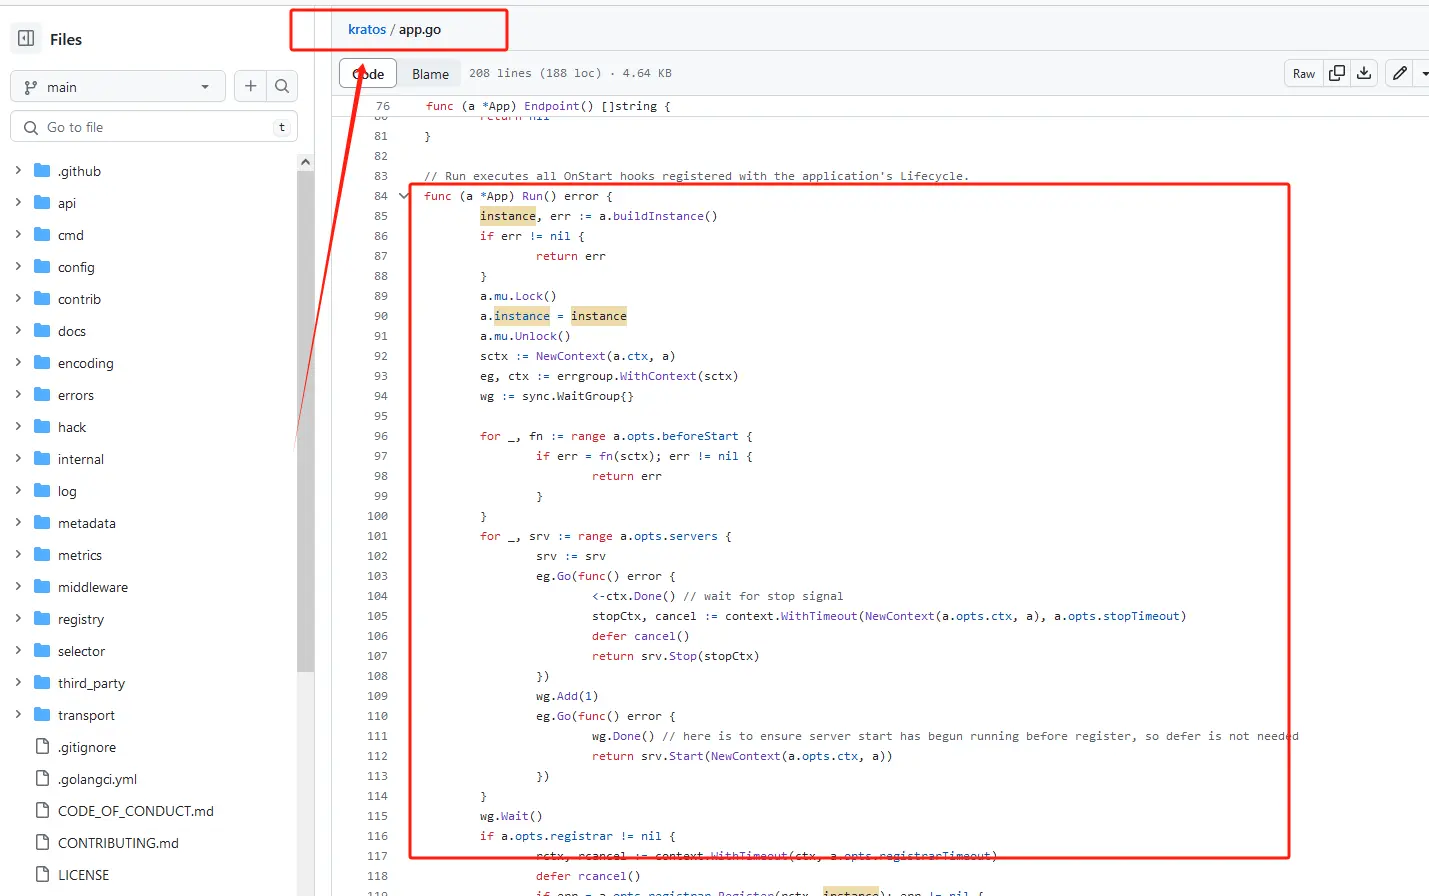 Files
main
Go to file
t
.github
api
cmd
config
contrib
docs
encoding
errors
hack
internal
log
metadata
metrics
middleware
registry
selector
third_party
transport
.gitignore
.golangci.yml
CODE_OF_CONDUCT.md
CONTRIBUTING.md
LICENSE
kratos / app.go
Code Blame 208 lines (188 loc) · 4.64 KB Raw
76 func (a *App) Endpoint() []string {
80 return nil
81 }
82
83 // Run executes all OnStart hooks registered with the application's Lifecycle.
84 func (a *App) Run() error {
85 instance, err := a.buildInstance()
86 if err != nil {
87 return err
88 }
89 a.mu.Lock()
90 a.instance = instance
91 a.mu.Unlock()
92 sctx := NewContext(a.ctx, a)
93 eg, ctx := errgroup.WithContext(sctx)
94 wg := sync.WaitGroup{}
95
96 for _, fn := range a.opts.beforeStart {
97 if err = fn(sctx); err != nil {
98 return err
99 }
100 }
101 for _, srv := range a.opts.servers {
102 srv := srv
103 eg.Go(func() error {
104 <-ctx.Done() // wait for stop signal
105 stopCtx, cancel := context.WithTimeout(NewContext(a.opts.ctx, a), a.opts.stopTimeout)
106 defer cancel()
107 return srv.Stop(stopCtx)
108 })
109 wg.Add(1)
110 eg.Go(func() error {
111 wg.Done() // here is to ensure server start has begun running before register, so defer is not needed
112 return srv.Start(NewContext(a.opts.ctx, a))
113 })
114 }
115 wg.Wait()
116 if a.opts.registrar != nil {
117 rctx, rcancel := context.WithTimeout(ctx, a.opts.registrarTimeout)
118 defer rcancel()
119 if err = a.opts.registrar.Register(rctx, instance); err != nil {